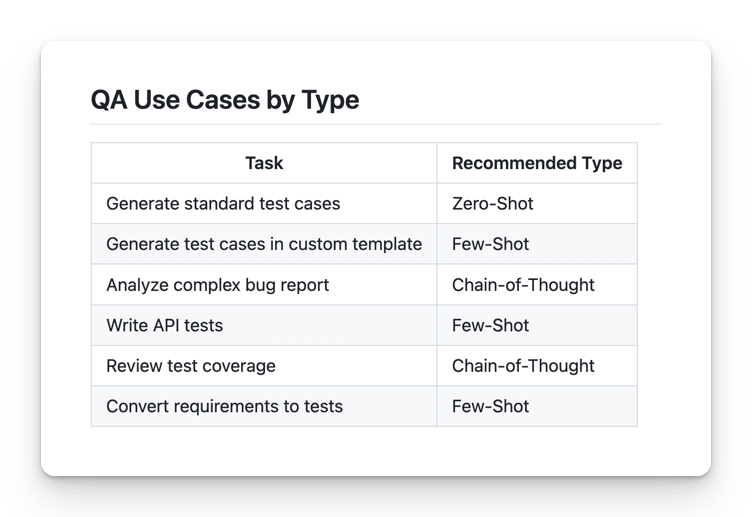 QA Use Cases by Type
Task Recommended Type
Generate standard test cases Zero-Shot
Generate test cases in custom template Few-Shot
Analyze complex bug report Chain-of-Thought
Write API tests Few-Shot
Review test coverage Chain-of-Thought
Convert requirements to tests Few-Shot